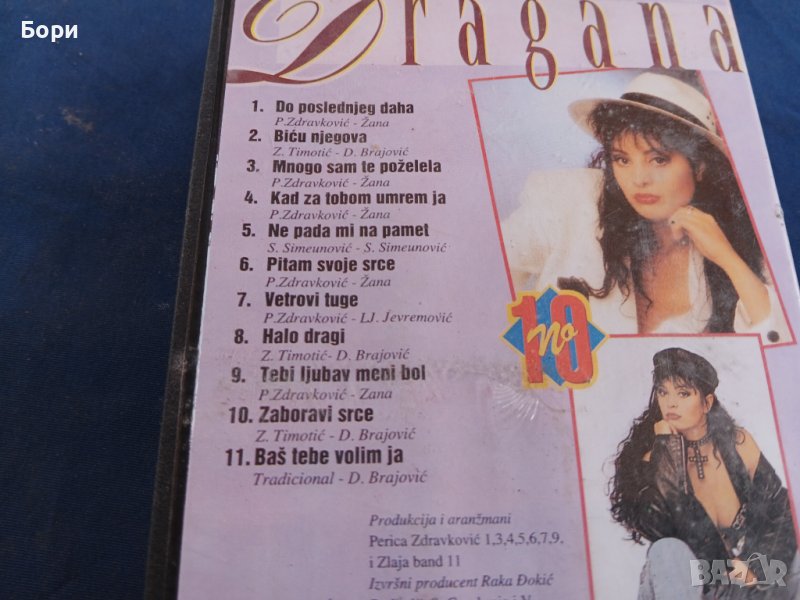 Бори
Dragana
1. Do poslednjeg daha
P.Zdravković - Žana
2. Biću njegova
Z. Timotić - D. Brajović
3. Mnogo sam te poželela
P.Zdravković - Žana
4. Kad za tobom umrem ja
P.Zdravković - Žana
5. Ne pada mi na pamet
S. Simeunović - S. Simeunović
6. Pitam svoje srce
P.Zdravković - Žana
7. Vetrovi tuge
P.Zdravković - LJ. Jevremović
8. Halo dragi
Z. Timotić- D. Brajović
9. Tebi ljubav meni bol
P.Zdravković - Zana
10. Zaboravi srce
Z. Timotić - D. Brajović
11. Baš tebe volim ja
Tradicional - D. Brajović
No 10
Produkcija i aranžmani
Perica Zdravković 1,3,4,5,6,7,9,
i Zlaja band 11
Izvršni producent Raka Đokić
BAZAR